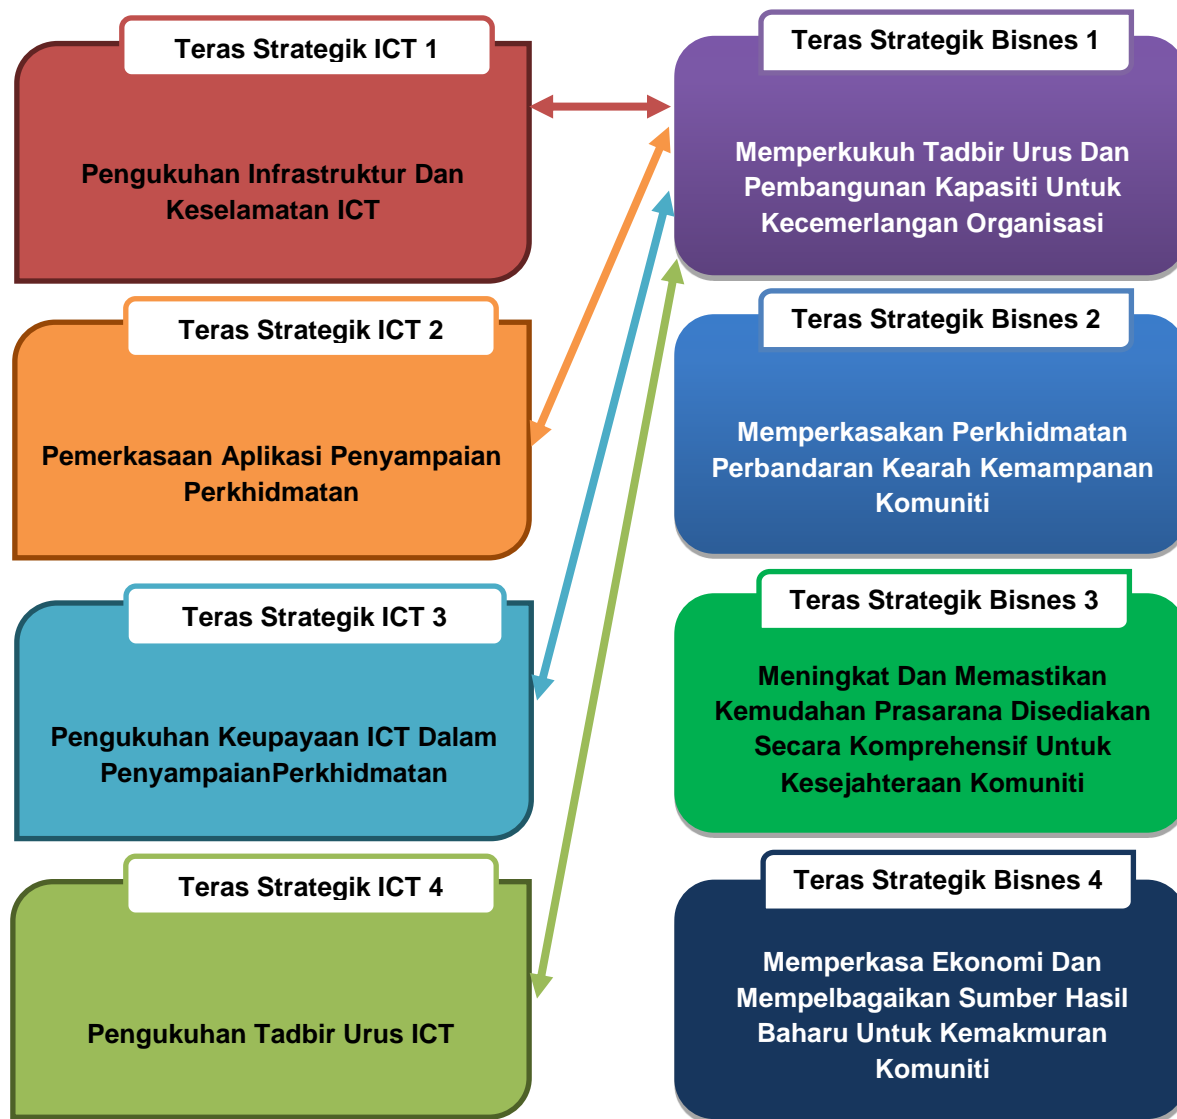 Teras Strategik ICT 1
Pengukuhan Infrastruktur Dan
Keselamatan ICT
Teras Strategik ICT 2
Pemerkasaan Aplikasi Penyampaian
Perkhidmatan
Teras Strategik ICT 3
Pengukuhan Keupayaan ICT Dalam
PenyampaianPerkhidmatan
Teras Strategik ICT 4
Pengukuhan Tadbir Urus ICT
Teras Strategik Bisnes 1
Memperkukuh Tadbir Urus Dan
Pembangunan Kapasiti Untuk
Kecemerlangan Organisasi
Teras Strategik Bisnes 2
Memperkasakan Perkhidmatan
Perbandaran Kearah Kemampanan
Komuniti
Teras Strategik Bisnes 3
Meningkat Dan Memastikan
Kemudahan Prasarana Disediakan
Secara Komprehensif Untuk
Kesejahteraan Komuniti
Teras Strategik Bisnes 4
Memperkasa Ekonomi Dan
Mempelbagaikan Sumber Hasil
Baharu Untuk Kemakmuran
Komuniti